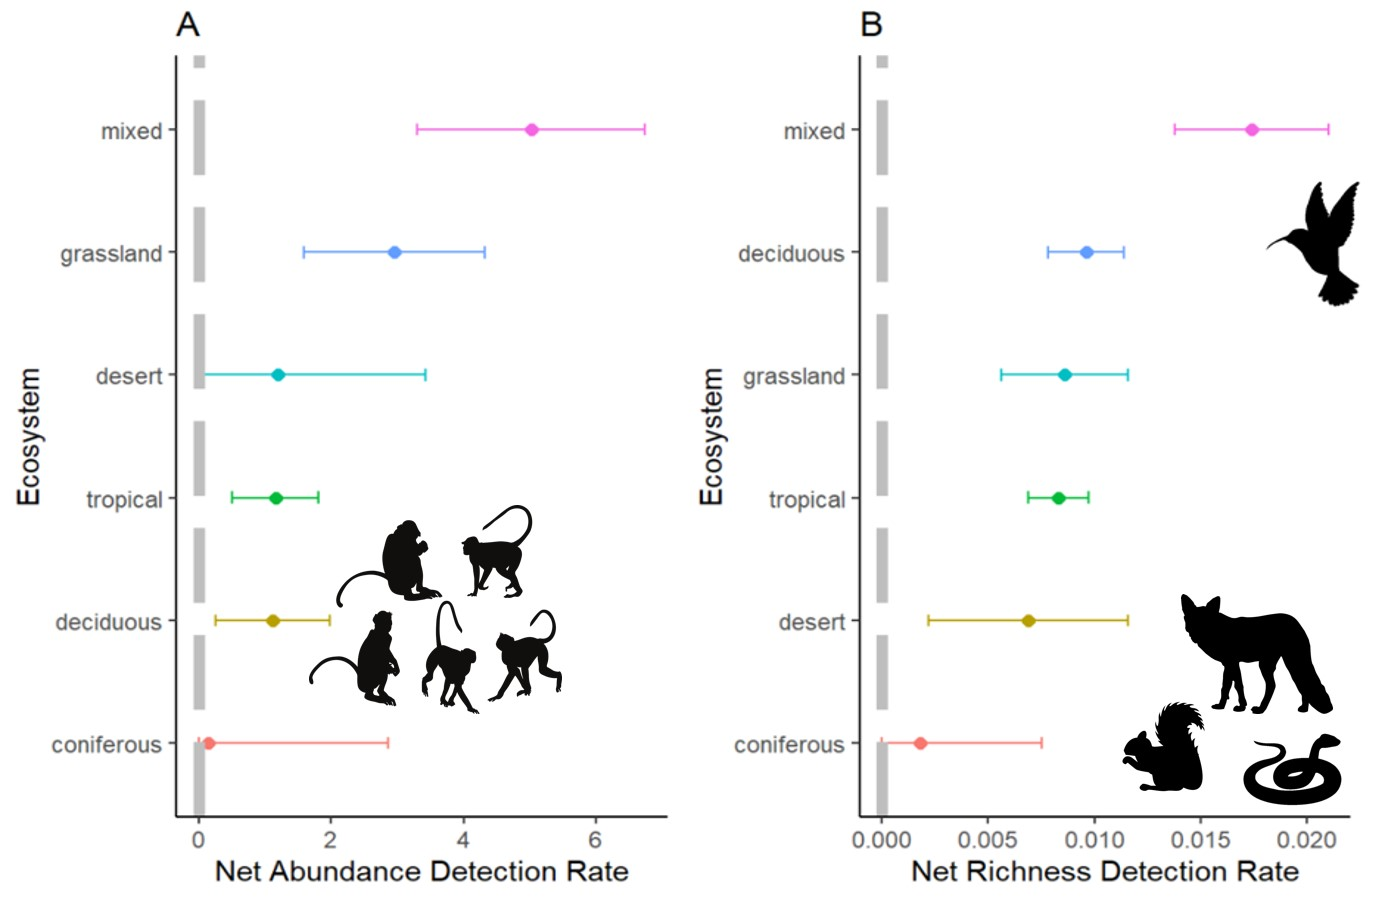 A
mixed
grassland
desert
tropical
deciduous
coniferous
Ecosystem
0 2 4 6
Net Abundance Detection Rate
B
mixed
deciduous
grassland
tropical
desert
coniferous
Ecosystem
0.000 0.005 0.010 0.015 0.020
Net Richness Detection Rate